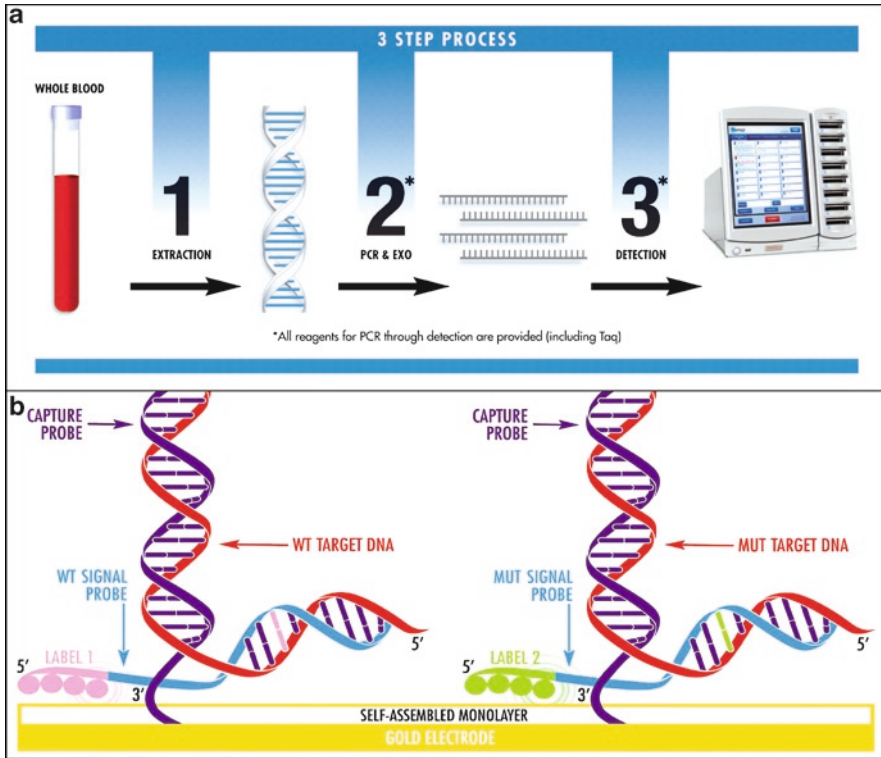 a
3 STEP PROCESS
WHOLE BLOOD
1
2*
3*
EXTRACTION
PCR & EXO
DETECTION
*All reagents for PCR through detection are provided (including Taq)
b
CAPTURE
PROBE
WT TARGET DNA
WT SIGNAL
PROBE
5'
LABEL 1
3'
5'
CAPTURE
PROBE
MUT TARGET DNA
MUT SIGNAL
PROBE
5'
LABEL 2
3'
5'
SELF-ASSEMBLED MONOLAYER
GOLD ELECTRODE